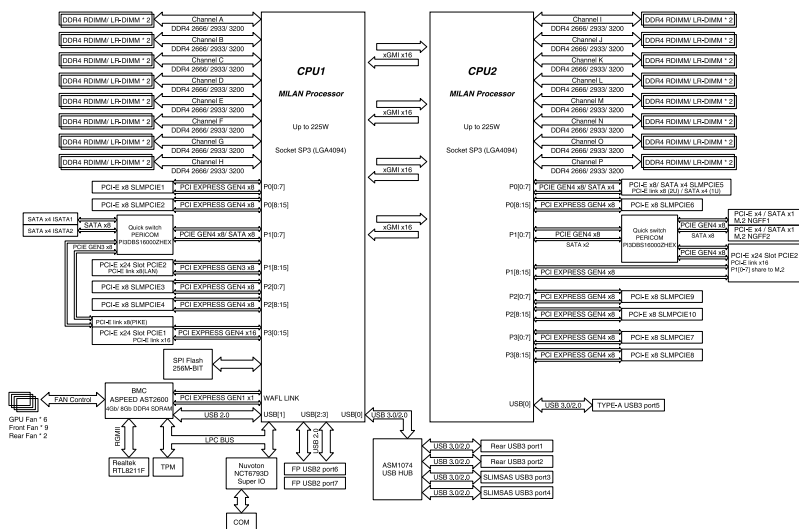 DDR4 RDIMM/ LR-DIMM * 2
Channel A
DDR4 2666/ 2933/ 3200
DDR4 RDIMM/ LR-DIMM * 2
Channel B
DDR4 2666/ 2933/ 3200
DDR4 RDIMM/ LR-DIMM * 2
Channel C
DDR4 2666/ 2933/ 3200
DDR4 RDIMM/ LR-DIMM * 2
Channel D
DDR4 2666/ 2933/ 3200
DDR4 RDIMM/ LR-DIMM * 2
Channel E
DDR4 2666/ 2933/ 3200
DDR4 RDIMM/ LR-DIMM * 2
Channel F
DDR4 2666/ 2933/ 3200
DDR4 RDIMM/ LR-DIMM * 2
Channel G
DDR4 2666/ 2933/ 3200
DDR4 RDIMM/ LR-DIMM * 2
Channel H
DDR4 2666/ 2933/ 3200
CPU1
MILAN Processor
Up to 225W
Socket SP3 (LGA4094)
xGMI x16
xGMI x16
xGMI x16
xGMI x16
CPU2
MILAN Processor
Up to 225W
Socket SP3 (LGA4094)
Channel I
DDR4 2666/ 2933/ 3200
DDR4 RDIMM/ LR-DIMM * 2
Channel J
DDR4 2666/ 2933/ 3200
DDR4 RDIMM/ LR-DIMM * 2
Channel K
DDR4 2666/ 2933/ 3200
DDR4 RDIMM/ LR-DIMM * 2
Channel L
DDR4 2666/ 2933/ 3200
DDR4 RDIMM/ LR-DIMM * 2
Channel M
DDR4 2666/ 2933/ 3200
DDR4 RDIMM/ LR-DIMM * 2
Channel N
DDR4 2666/ 2933/ 3200
DDR4 RDIMM/ LR-DIMM * 2
Channel O
DDR4 2666/ 2933/ 3200
DDR4 RDIMM/ LR-DIMM * 2
Channel P
DDR4 2666/ 2933/ 3200
DDR4 RDIMM/ LR-DIMM * 2
PCI-E x8 SLMPCIE1
PCI EXPRESS GEN4 x8
P0[0:7]
PCI-E x8 SLMPCIE2
PCI EXPRESS GEN4 x8
P0[8:15]
SATA x4 ISATA1
SATA x4 ISATA2
SATA x8
Quick switch
PERICOM
PI3DBS16000ZHEX
PCIE GEN4 x8/ SATA x8
P1[0:7]
PCIE GEN3 x8
PCI-E x24 Slot PCIE2
PCI-E link x8(LAN)
PCI EXPRESS GEN3 x8
P1[8:15]
PCI-E x8 SLMPCIE3
PCI EXPRESS GEN4 x8
P2[0:7]
PCI-E x8 SLMPCIE4
PCI EXPRESS GEN4 x8
P2[8:15]
PCI-E link x8(PIKE)
PCI-E x24 Slot PCIE1
PCI-E link x16
PCI EXPRESS GEN4 x16
P3[0:15]
SPI Flash
256M-BIT
P0[0:7]
PCIE GEN4 x8/ SATA x4
PCI-E x8/ SATA x4 SLMPCIE5
PCI-E link x8 (2U) / SATA x4 (1U)
P0[8:15]
PCI EXPRESS GEN4 x8
PCI-E x8 SLMPCIE6
P1[0:7]
PCIE GEN4 x8
SATA x2
Quick switch
PERICOM
PI3DBS16000ZHEX
PCIE GEN4 x8
SATA x8
PCIE GEN4 x8
PCI-E x4 / SATA x1
M.2 NGFF1
PCI-E x4 / SATA x1
M.2 NGFF2
PCI-E x24 Slot PCIE2
PCI-E link x16
P1[0-7] share to M.2
P1[8:15]
PCI EXPRESS GEN4 x8
P2[0:7]
PCI EXPRESS GEN4 x8
PCI-E x8 SLMPCIE9
P2[8:15]
PCI EXPRESS GEN4 x8
PCI-E x8 SLMPCIE10
P3[0:7]
PCI EXPRESS GEN4 x8
PCI-E x8 SLMPCIE7
P3[8:15]
PCI EXPRESS GEN4 x8
PCI-E x8 SLMPCIE8
USB[0]
USB 3.0/2.0
TYPE-A USB3 port5
GPU Fan * 6
Front Fan * 9
Rear Fan * 2
FAN Control
BMC
ASPEED AST2600
4Gb/ 8Gb DDR4 SDRAM
PCI EXPRESS GEN1 x1
WAFL LINK
USB 2.0
USB[1]
USB[2:3]
USB[0]
USB 3.0/2.0
RGMII
LPC BUS
USB 2.0
Realtek
RTL8211F
TPM
Nuvoton
NCT6793D
Super IO
COM
FP USB2 port6
FP USB2 port7
ASM1074
USB HUB
USB 3.0/2.0
Rear USB3 port1
USB 3.0/2.0
Rear USB3 port2
USB 3.0/2.0
SLIMSAS USB3 port3
USB 3.0/2.0
SLIMSAS USB3 port4